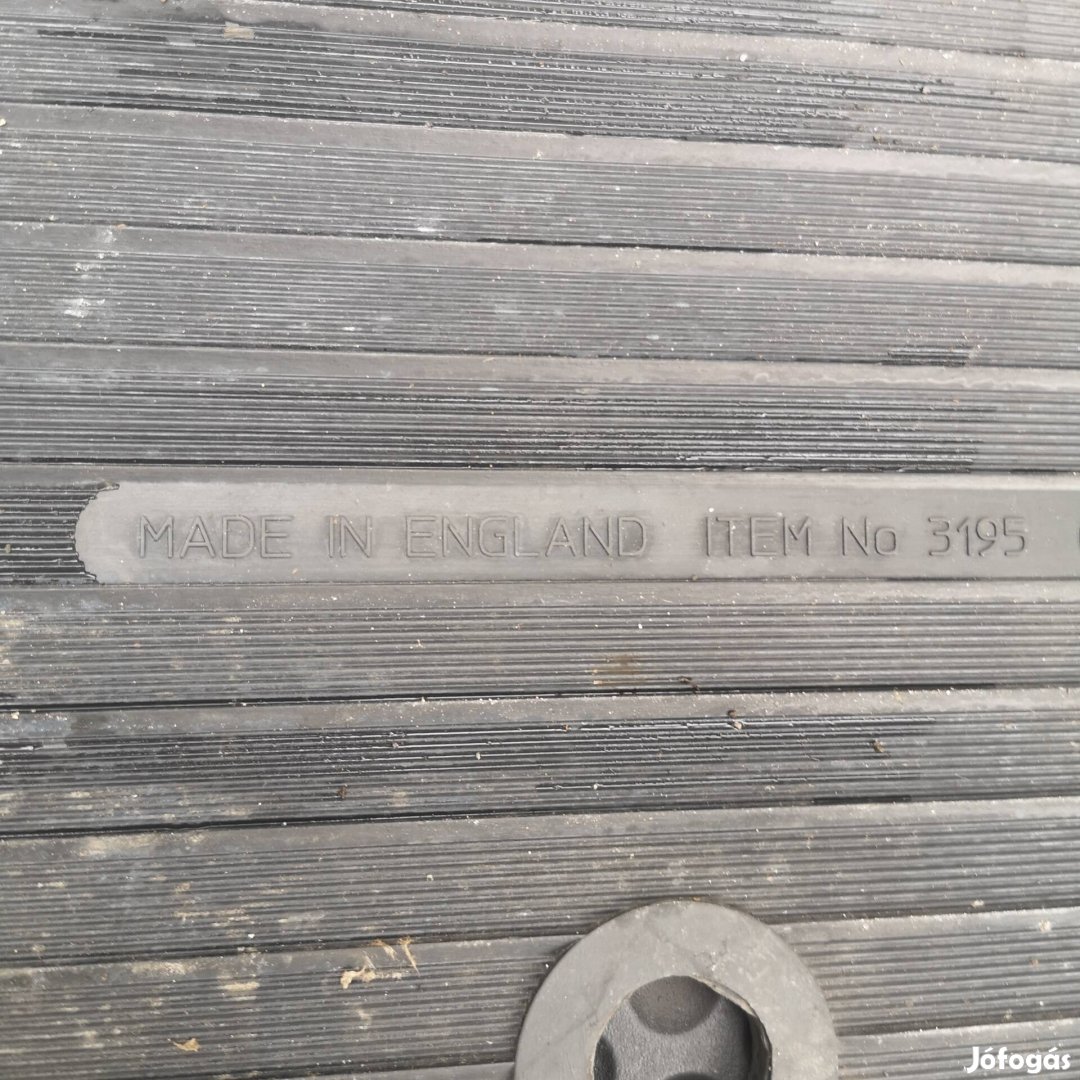 MADE IN ENGLAND ITEM No 3195
Jófogás